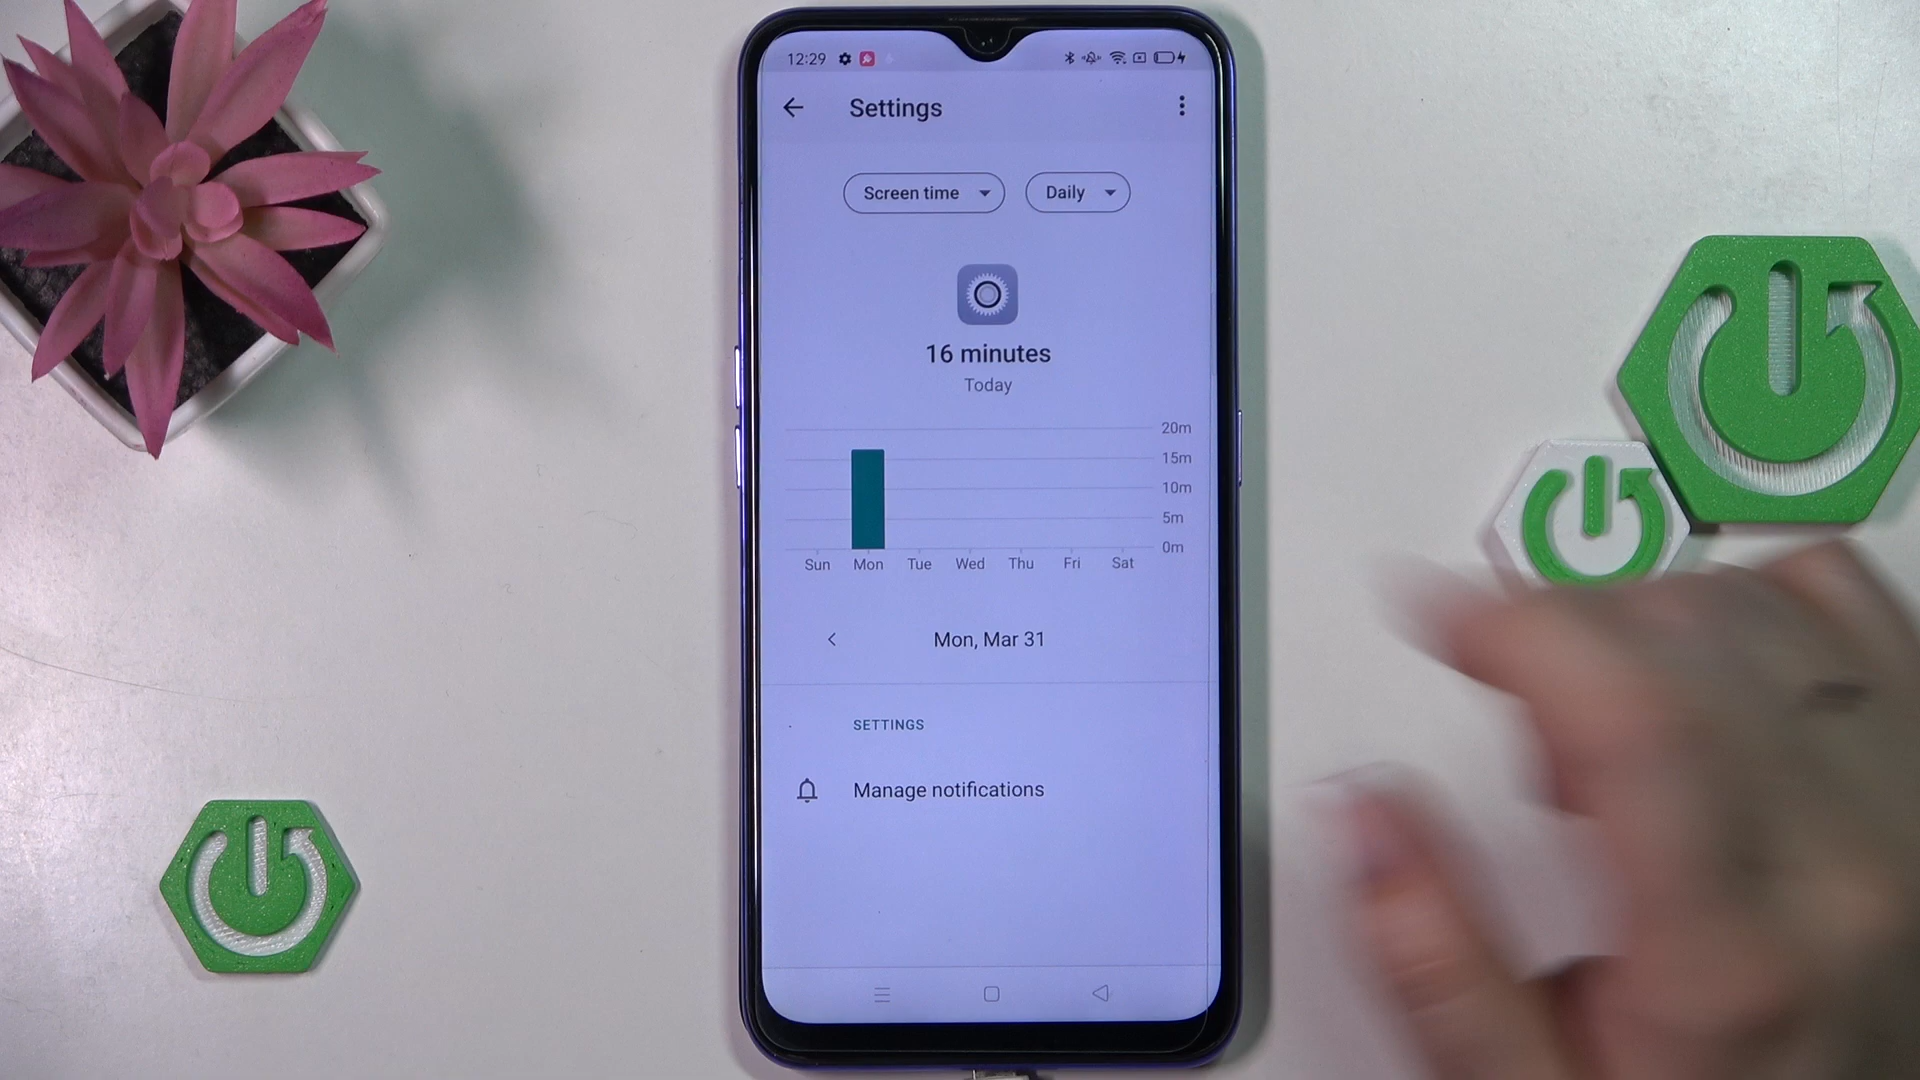 12:29
Settings
Screen time
Daily
16 minutes
Today
20m
15m
10m
5m
0m
Sun Mon Tue Wed Thu Fri Sat
Mon, Mar 31
SETTINGS
Manage notifications